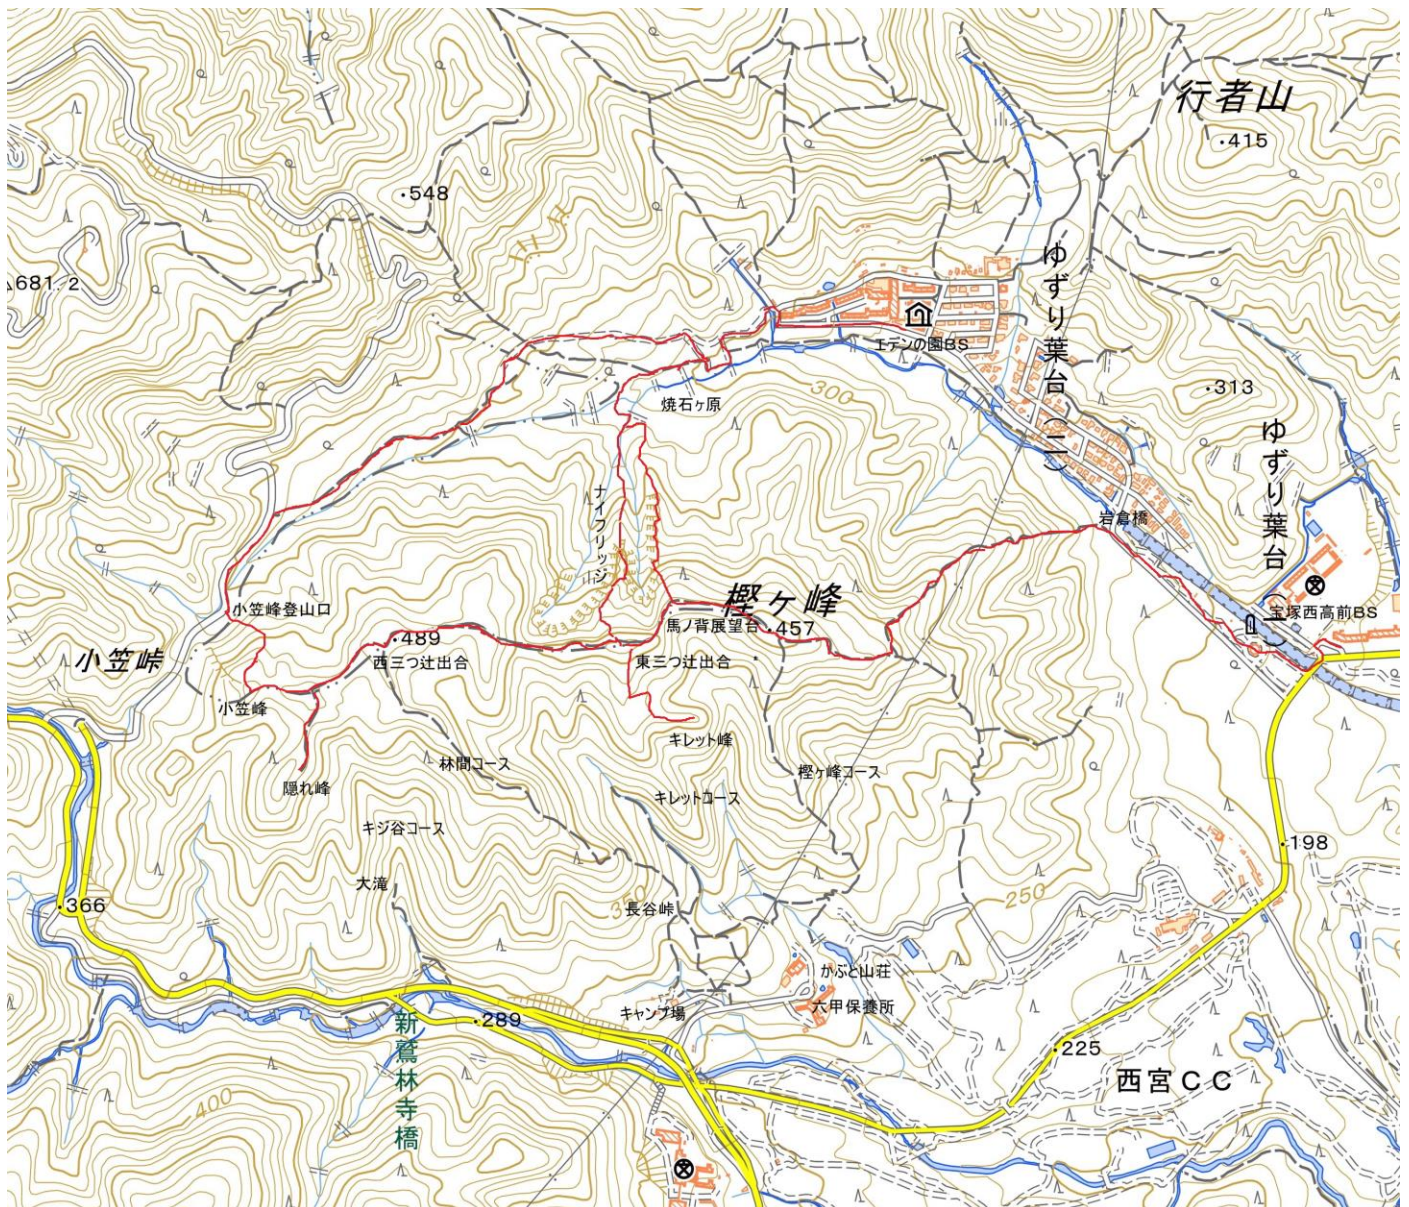 行者山
・415
・548
ゆずり葉台(二)
681.2
エデンの園BS
・313
300
焼石ヶ原
ゆずり葉台(一)
ナイフリッジ
岩倉橋
樫ヶ峰
小笠峰登山口
宝塚西高前BS
馬ノ背展望台
・457
・489
小笠峠
西三つ辻出合
東三つ辻出合
小笠峰
キレット峰
林間コース
樫ヶ峰コース
隠れ峰
キレットコース
キジ谷コース
・198
大滝
250
350
・366
長谷峠
かぶと山荘
六甲保養所
キャンプ場
新鷲林寺橋
・289
・225
西宮CC
400